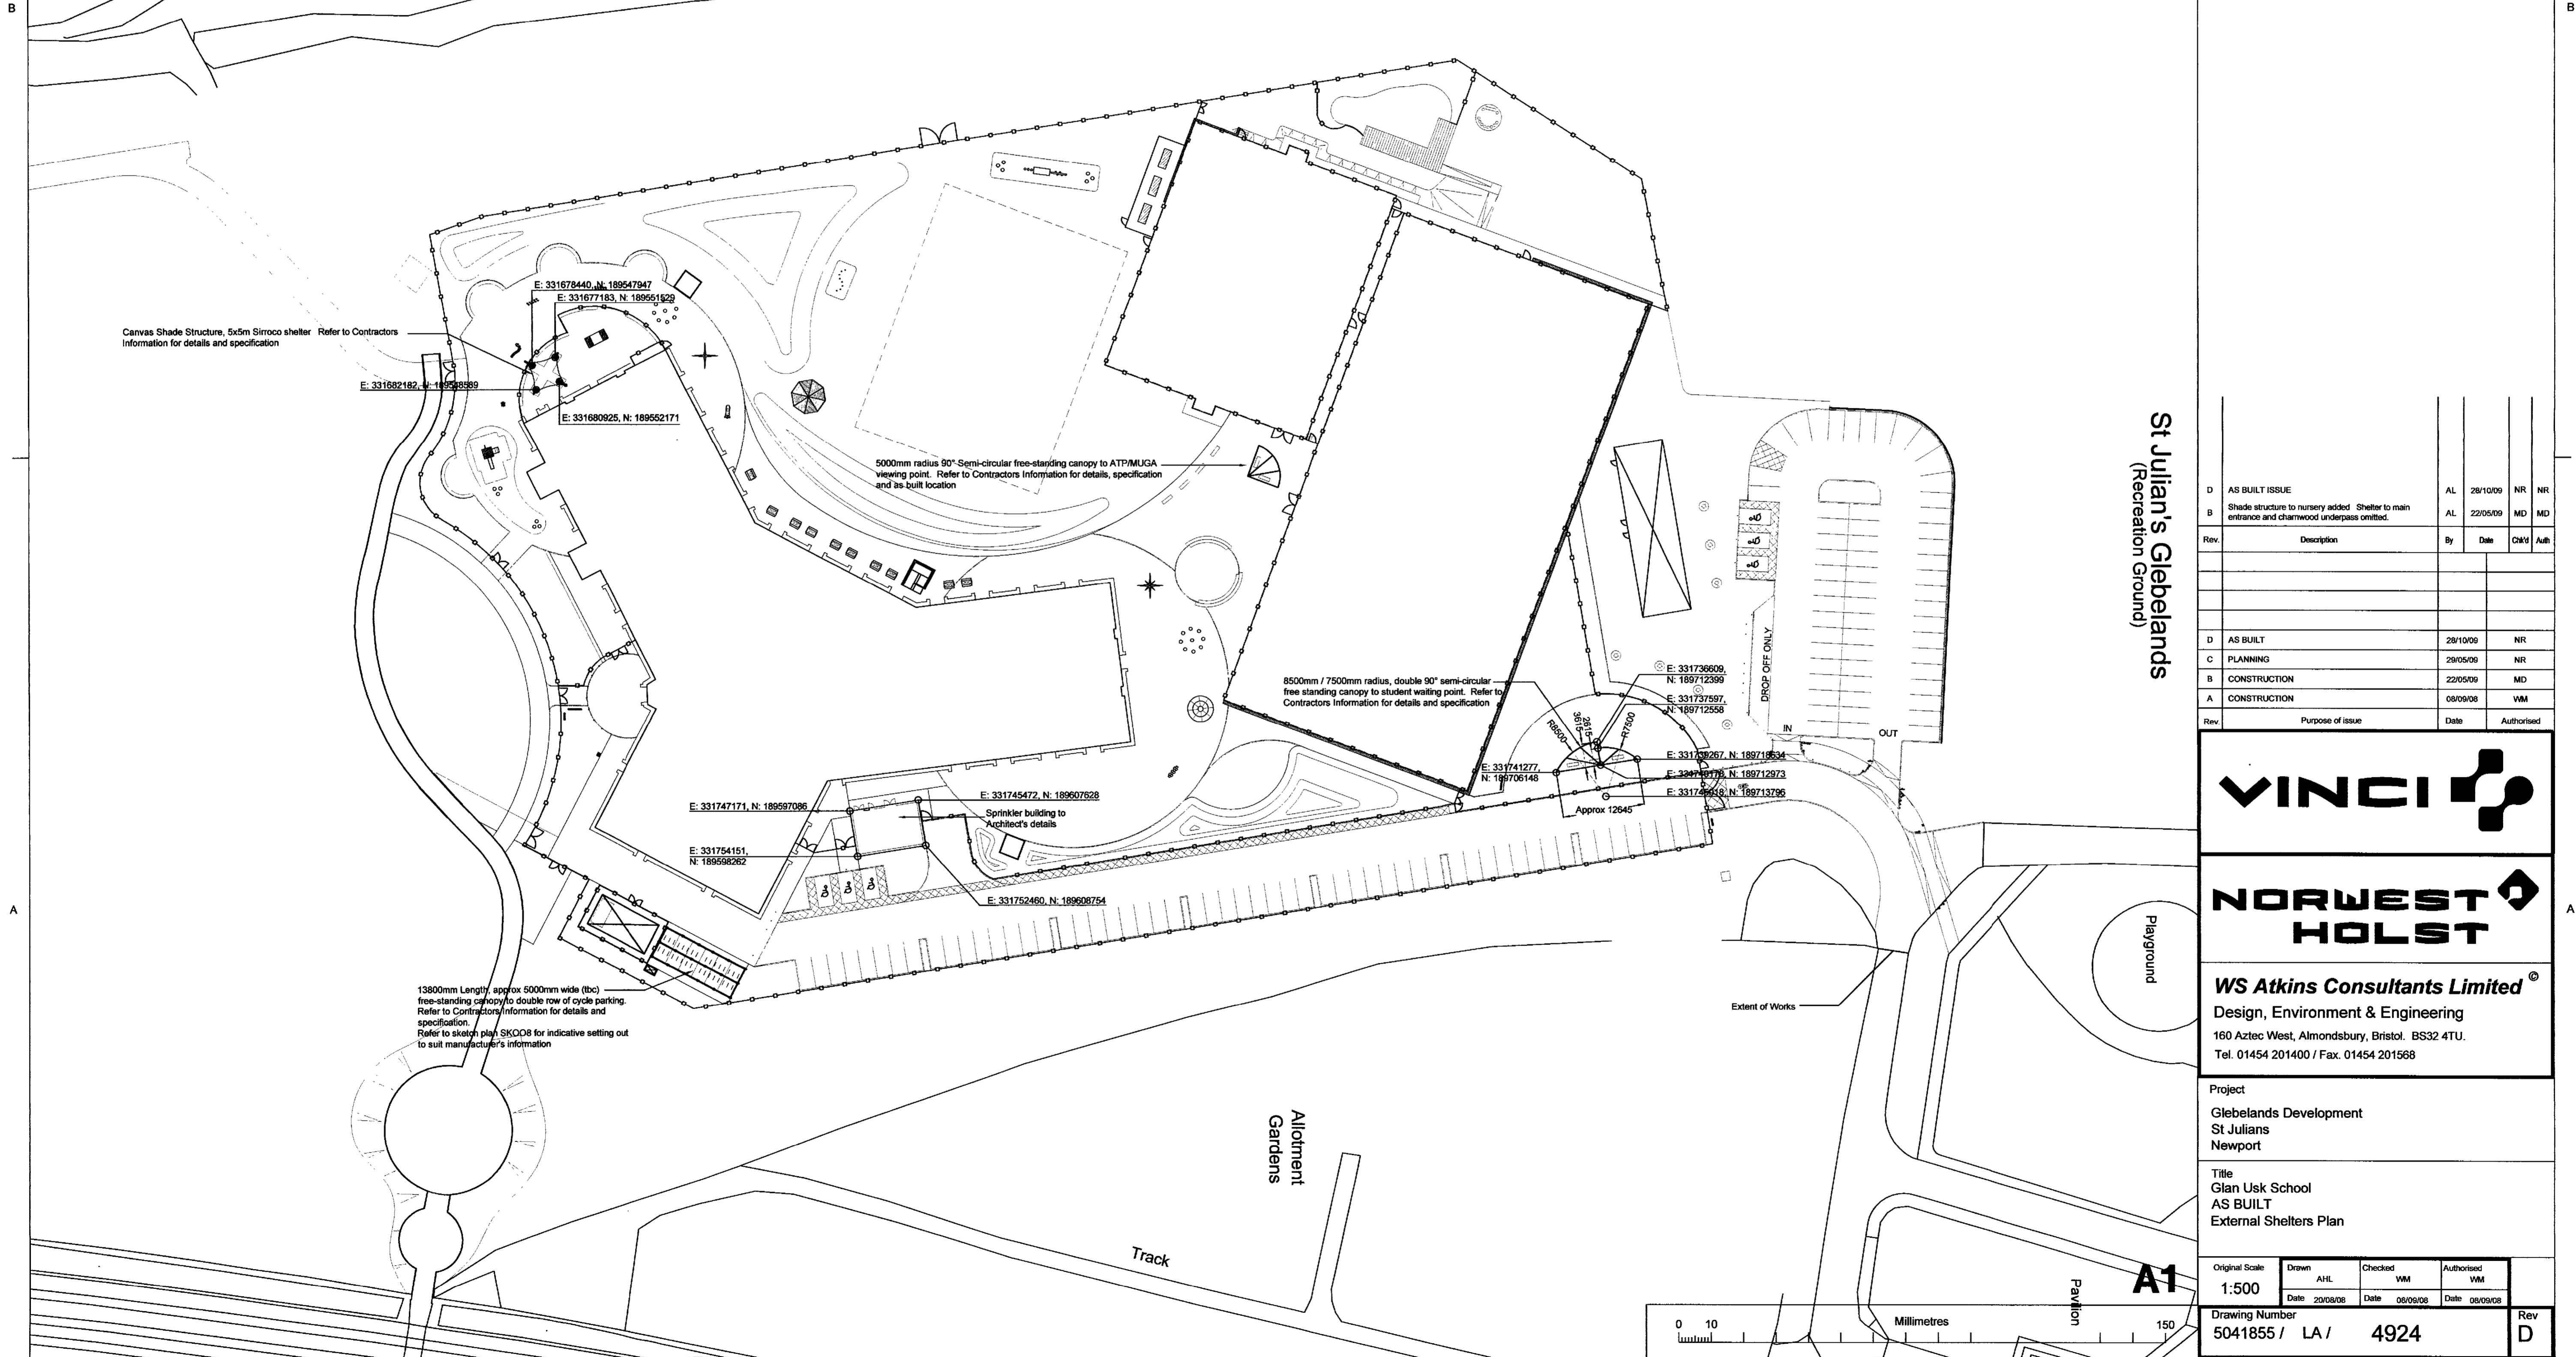 B
B
E: 331678440, N: 189547947
E: 331677183, N: 189551529
Canvas Shade Structure, 5x5m Sirroco shelter Refer to Contractors
Information for details and specification
E: 331682182, N: 189548589
E: 331680925, N: 189552171
5000mm radius 90° Semi-circular free-standing canopy to ATP/MUGA
viewing point. Refer to Contractors Information for details, specification
and as built location
St Julian's Glebelands
(Recreation Ground)
8500mm / 7500mm radius, double 90° semi-circular
free standing canopy to student waiting point. Refer to
Contractors Information for details and specification
E: 331736609,
N: 189712399
E: 331737597,
N: 189712558
R8500
3615
2615
R7500
E: 331741277,
N: 189706148
N: 189718634
N: 189712973
N: 189713796
Approx 12645
DROP OFF ONLY
IN
OUT
E: 331747171, N: 189597086
E: 331745472, N: 189607628
Sprinkler building to
Architect's details
E: 331754151,
N: 189598262
E: 331752460, N: 189608754
A
A
13800mm Length, approx 5000mm wide (tbc)
free-standing canopy to double row of cycle parking.
Refer to Contractors Information for details and
specification.
Refer to sketch plan SKOO8 for indicative setting out
to suit manufacturer's information
Extent of Works
Playground
Allotment
Gardens
Track
Pavilion
A1
0 10 Millimetres 150
D AS BUILT ISSUE AL 28/10/09 NR NR
B Shade structure to nursery added Shelter to main
entrance and charnwood underpass omitted. AL 22/05/09 MD MD
Rev. Description By Date Chk'd Auth
D AS BUILT 28/10/09 NR
C PLANNING 29/05/09 NR
B CONSTRUCTION 22/05/09 MD
A CONSTRUCTION 08/09/08 WM
Rev. Purpose of issue Date Authorised
VINCI
NORWEST
HOLST
WS Atkins Consultants Limited ©
Design, Environment & Engineering
160 Aztec West, Almondsbury, Bristol. BS32 4TU.
Tel. 01454 201400 / Fax. 01454 201568
Project
Glebelands Development
St Julians
Newport
Title
Glan Usk School
AS BUILT
External Shelters Plan
Original Scale
1:500
Drawn
AHL
Date 20/08/08
Checked
WM
Date 08/09/08
Authorised
WM
Date 08/09/08
Drawing Number
5041855 / LA / 4924
Rev
D